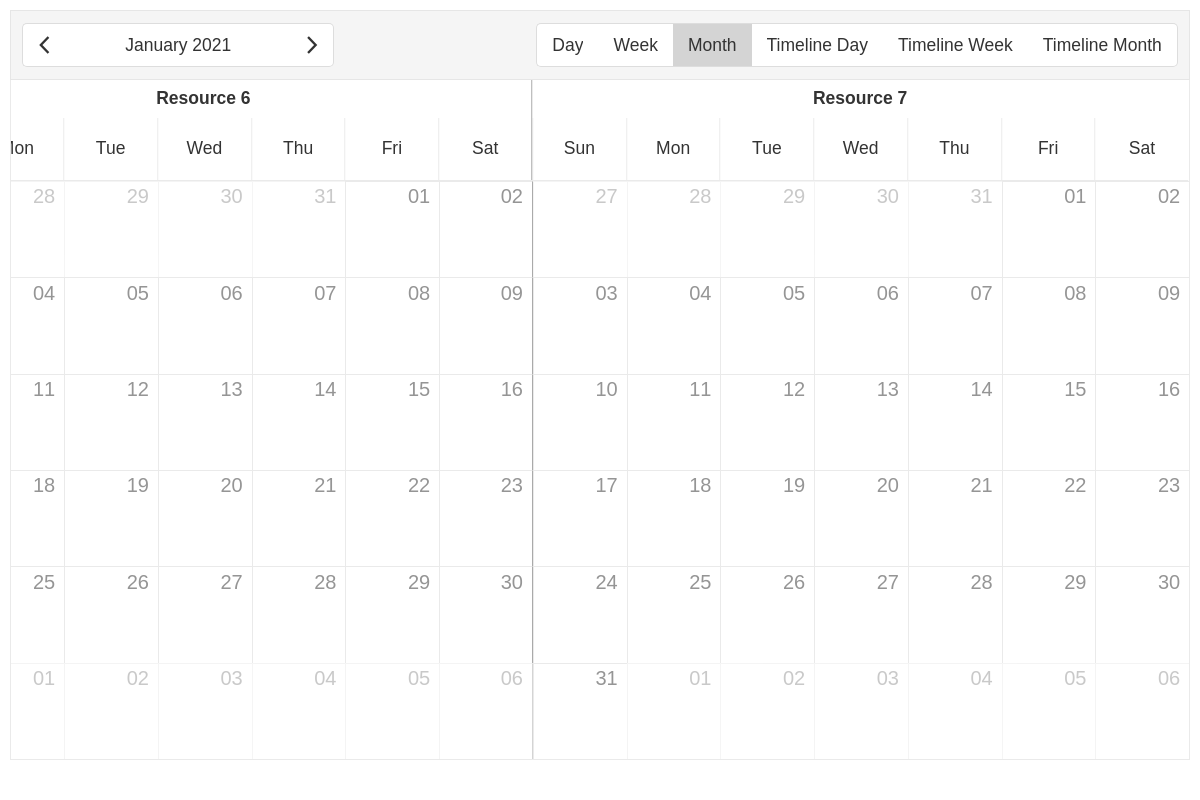 January 2021 Day Week Month Timeline Day Timeline Week Timeline Month
Resource 6 Resource 7
Mon Tue Wed Thu Fri Sat Sun Mon Tue Wed Thu Fri Sat
28 29 30 31 01 02 27 28 29 30 31 01 02
04 05 06 07 08 09 03 04 05 06 07 08 09
11 12 13 14 15 16 10 11 12 13 14 15 16
18 19 20 21 22 23 17 18 19 20 21 22 23
25 26 27 28 29 30 24 25 26 27 28 29 30
01 02 03 04 05 06 31 01 02 03 04 05 06